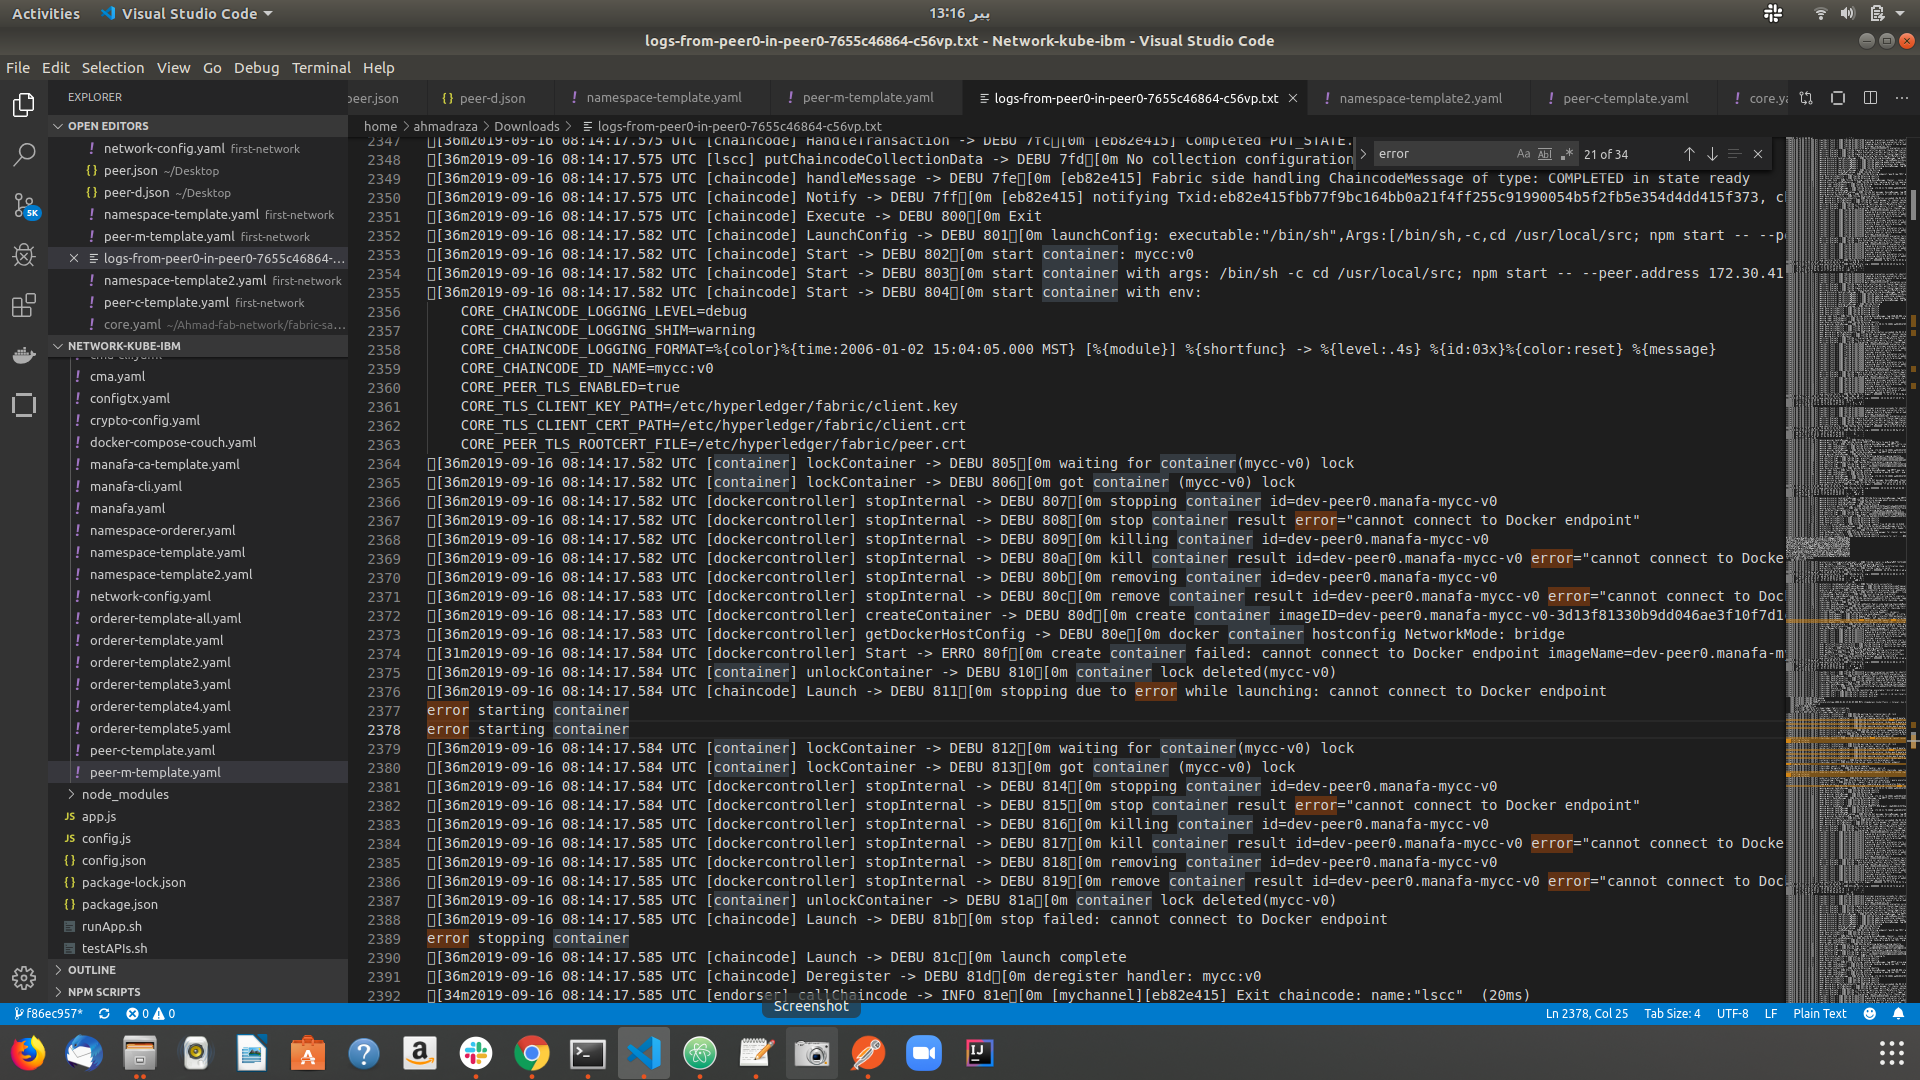 Activities
Visual Studio Code
پیر 13:16
logs-from-peer0-in-peer0-7655c46864-c56vp.txt - Network-kube-ibm - Visual Studio Code
File Edit Selection View Go Debug Terminal Help
EXPLORER
OPEN EDITORS
network-config.yaml first-network
peer.json ~/Desktop
peer-d.json ~/Desktop
namespace-template.yaml first-network
peer-m-template.yaml first-network
logs-from-peer0-in-peer0-7655c46864-...
namespace-template2.yaml first-network
peer-c-template.yaml first-network
core.yaml ~/Ahmad-fab-network/fabric-sa...
NETWORK-KUBE-IBM
cma.yaml
configtx.yaml
crypto-config.yaml
docker-compose-couch.yaml
manafa-ca-template.yaml
manafa-cli.yaml
manafa.yaml
namespace-orderer.yaml
namespace-template.yaml
namespace-template2.yaml
network-config.yaml
orderer-template-all.yaml
orderer-template.yaml
orderer-template2.yaml
orderer-template3.yaml
orderer-template4.yaml
orderer-template5.yaml
peer-c-template.yaml
peer-m-template.yaml
node_modules
app.js
config.js
config.json
package-lock.json
package.json
runApp.sh
testAPIs.sh
OUTLINE
NPM SCRIPTS
5K
peer.json
peer-d.json
namespace-template.yaml
peer-m-template.yaml
logs-from-peer0-in-peer0-7655c46864-c56vp.txt
namespace-template2.yaml
peer-c-template.yaml
core.ya
home > ahmadraza > Downloads > logs-from-peer0-in-peer0-7655c46864-c56vp.txt
error Aa Abl .* 21 of 34
2347 [36m2019-09-16 08:14:17.575 UTC [chaincode] HandleTransaction -> DEBU 7fc[0m [eb82e415] Completed PUT_STATE.
2348 [36m2019-09-16 08:14:17.575 UTC [lscc] putChaincodeCollectionData -> DEBU 7fd[0m No collection configuration
2349 [36m2019-09-16 08:14:17.575 UTC [chaincode] handleMessage -> DEBU 7fe[0m [eb82e415] Fabric side handling ChaincodeMessage of type: COMPLETED in state ready
2350 [36m2019-09-16 08:14:17.575 UTC [chaincode] Notify -> DEBU 7ff[0m [eb82e415] notifying Txid:eb82e415fbb77f9bc164bb0a21f4ff255c91990054b5f2fb5e354d4dd415f373, c
2351 [36m2019-09-16 08:14:17.575 UTC [chaincode] Execute -> DEBU 800[0m Exit
2352 [36m2019-09-16 08:14:17.582 UTC [chaincode] LaunchConfig -> DEBU 801[0m launchConfig: executable:"/bin/sh",Args:[/bin/sh,-c,cd /usr/local/src; npm start -- --p
2353 [36m2019-09-16 08:14:17.582 UTC [chaincode] Start -> DEBU 802[0m start container: mycc:v0
2354 [36m2019-09-16 08:14:17.582 UTC [chaincode] Start -> DEBU 803[0m start container with args: /bin/sh -c cd /usr/local/src; npm start -- --peer.address 172.30.41
2355 [36m2019-09-16 08:14:17.582 UTC [chaincode] Start -> DEBU 804[0m start container with env:
2356 CORE_CHAINCODE_LOGGING_LEVEL=debug
2357 CORE_CHAINCODE_LOGGING_SHIM=warning
2358 CORE_CHAINCODE_LOGGING_FORMAT=%{color}%{time:2006-01-02 15:04:05.000 MST} [%{module}] %{shortfunc} -> %{level:.4s} %{id:03x}%{color:reset} %{message}
2359 CORE_CHAINCODE_ID_NAME=mycc:v0
2360 CORE_PEER_TLS_ENABLED=true
2361 CORE_TLS_CLIENT_KEY_PATH=/etc/hyperledger/fabric/client.key
2362 CORE_TLS_CLIENT_CERT_PATH=/etc/hyperledger/fabric/client.crt
2363 CORE_PEER_TLS_ROOTCERT_FILE=/etc/hyperledger/fabric/peer.crt
2364 [36m2019-09-16 08:14:17.582 UTC [container] lockContainer -> DEBU 805[0m waiting for container(mycc-v0) lock
2365 [36m2019-09-16 08:14:17.582 UTC [container] lockContainer -> DEBU 806[0m got container (mycc-v0) lock
2366 [36m2019-09-16 08:14:17.582 UTC [dockercontroller] stopInternal -> DEBU 807[0m stopping container id=dev-peer0.manafa-mycc-v0
2367 [36m2019-09-16 08:14:17.582 UTC [dockercontroller] stopInternal -> DEBU 808[0m stop container result error="cannot connect to Docker endpoint"
2368 [36m2019-09-16 08:14:17.582 UTC [dockercontroller] stopInternal -> DEBU 809[0m killing container id=dev-peer0.manafa-mycc-v0
2369 [36m2019-09-16 08:14:17.582 UTC [dockercontroller] stopInternal -> DEBU 80a[0m kill container result id=dev-peer0.manafa-mycc-v0 error="cannot connect to Docke
2370 [36m2019-09-16 08:14:17.583 UTC [dockercontroller] stopInternal -> DEBU 80b[0m removing container id=dev-peer0.manafa-mycc-v0
2371 [36m2019-09-16 08:14:17.583 UTC [dockercontroller] stopInternal -> DEBU 80c[0m remove container result id=dev-peer0.manafa-mycc-v0 error="cannot connect to Doc
2372 [36m2019-09-16 08:14:17.583 UTC [dockercontroller] createContainer -> DEBU 80d[0m create container imageID=dev-peer0.manafa-mycc-v0-3d13f81330b9dd046ae3f10f7d1
2373 [36m2019-09-16 08:14:17.583 UTC [dockercontroller] getDockerHostConfig -> DEBU 80e[0m docker container hostconfig NetworkMode: bridge
2374 [31m2019-09-16 08:14:17.584 UTC [dockercontroller] Start -> ERRO 80f[0m create container failed: cannot connect to Docker endpoint imageName=dev-peer0.manafa-m
2375 [36m2019-09-16 08:14:17.584 UTC [container] unlockContainer -> DEBU 810[0m container lock deleted(mycc-v0)
2376 [36m2019-09-16 08:14:17.584 UTC [chaincode] Launch -> DEBU 811[0m stopping due to error while launching: cannot connect to Docker endpoint
2377 error starting container
2378 error starting container
2379 [36m2019-09-16 08:14:17.584 UTC [container] lockContainer -> DEBU 812[0m waiting for container(mycc-v0) lock
2380 [36m2019-09-16 08:14:17.584 UTC [container] lockContainer -> DEBU 813[0m got container (mycc-v0) lock
2381 [36m2019-09-16 08:14:17.584 UTC [dockercontroller] stopInternal -> DEBU 814[0m stopping container id=dev-peer0.manafa-mycc-v0
2382 [36m2019-09-16 08:14:17.584 UTC [dockercontroller] stopInternal -> DEBU 815[0m stop container result error="cannot connect to Docker endpoint"
2383 [36m2019-09-16 08:14:17.585 UTC [dockercontroller] stopInternal -> DEBU 816[0m killing container id=dev-peer0.manafa-mycc-v0
2384 [36m2019-09-16 08:14:17.585 UTC [dockercontroller] stopInternal -> DEBU 817[0m kill container result id=dev-peer0.manafa-mycc-v0 error="cannot connect to Docke
2385 [36m2019-09-16 08:14:17.585 UTC [dockercontroller] stopInternal -> DEBU 818[0m removing container id=dev-peer0.manafa-mycc-v0
2386 [36m2019-09-16 08:14:17.585 UTC [dockercontroller] stopInternal -> DEBU 819[0m remove container result id=dev-peer0.manafa-mycc-v0 error="cannot connect to Doc
2387 [36m2019-09-16 08:14:17.585 UTC [container] unlockContainer -> DEBU 81a[0m container lock deleted(mycc-v0)
2388 [36m2019-09-16 08:14:17.585 UTC [chaincode] Launch -> DEBU 81b[0m stop failed: cannot connect to Docker endpoint
2389 error stopping container
2390 [36m2019-09-16 08:14:17.585 UTC [chaincode] Launch -> DEBU 81c[0m launch complete
2391 [36m2019-09-16 08:14:17.585 UTC [chaincode] Deregister -> DEBU 81d[0m deregister handler: mycc:v0
2392 [34m2019-09-16 08:14:17.585 UTC [endorser] callChaincode -> INFO 81e[0m [mychannel][eb82e415] Exit chaincode: name:"lscc" (20ms)
Screenshot
f86ec957* 0 0
Ln 2378, Col 25 Tab Size: 4 UTF-8 LF Plain Text